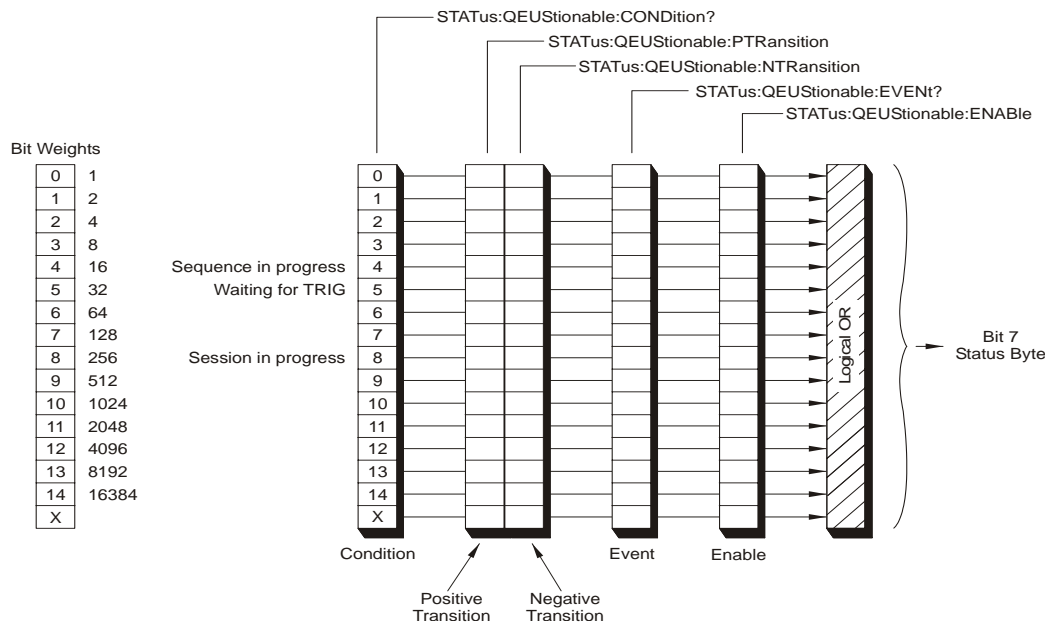 STATus:QEUStionable:CONDition?
STATus:QEUStionable:PTRansition
STATus:QEUStionable:NTRansition
STATus:QEUStionable:EVENt?
STATus:QEUStionable:ENABle
Bit Weights
0 1
1 2
2 4
3 8
4 16
5 32
6 64
7 128
8 256
9 512
10 1024
11 2048
12 4096
13 8192
14 16384
X
0
1
2
3
Sequence in progress 4
Waiting for TRIG 5
6
7
Session in progress 8
9
10
11
12
13
14
X
Logical OR
Bit 7
Status Byte
Condition
Event
Enable
Positive
Transition
Negative
Transition